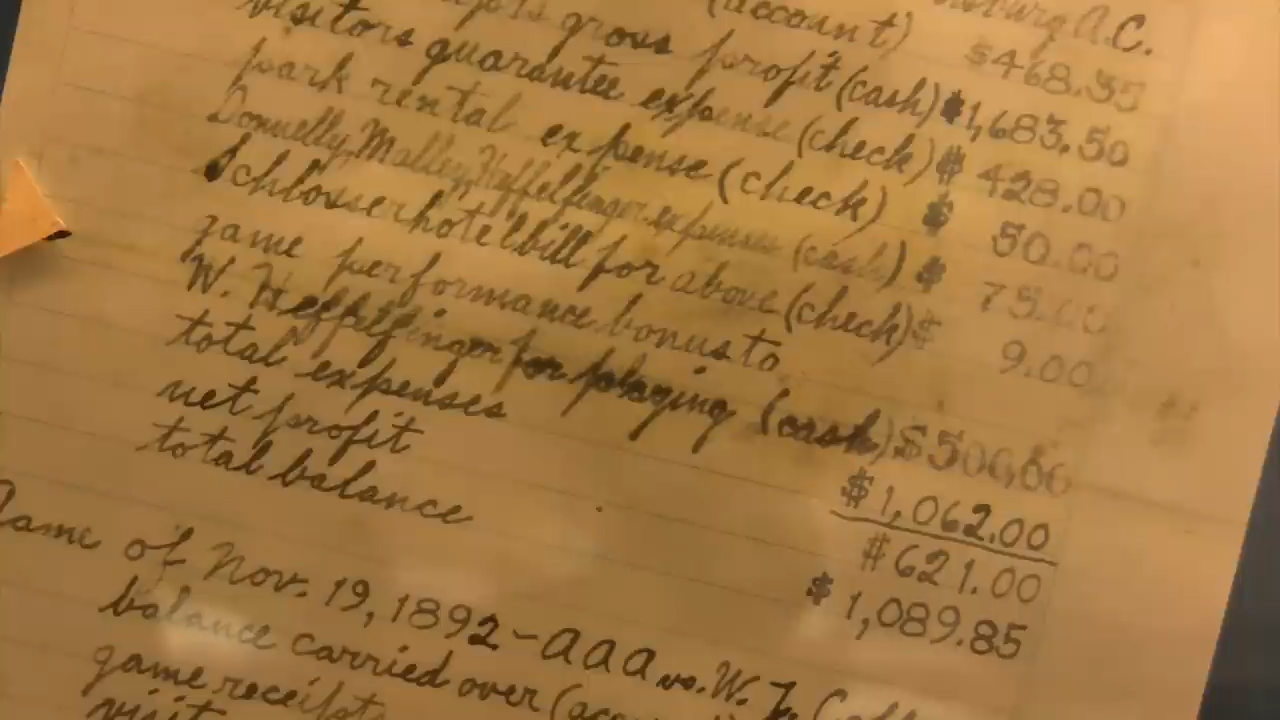 (account) $468.35
gross profit (cash) $1,683.50
visitors guarantee expense (check) $428.00
park rental expense (check) $50.00
Donnelly, Malley, Heffelfinger expenses (cash) $75.00
Schlosser hotel bill for above (check) $9.00
game performance bonus to
W. Heffelfinger for playing (cash) $500.00
total expenses $1,062.00
net profit $621.00
total balance $1,089.85
Game of Nov. 19, 1892 - AAA vs. W. & J.
balance carried over
game receipts